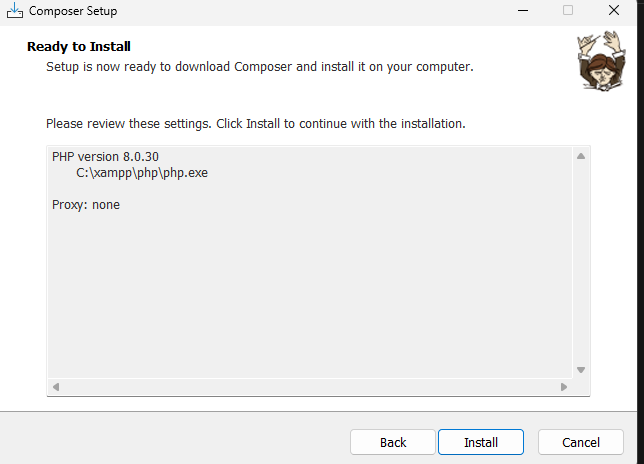 Composer Setup
Ready to Install
Setup is now ready to download Composer and install it on your computer.
Please review these settings. Click Install to continue with the installation.
PHP version 8.0.30
C:\xampp\php\php.exe
Proxy: none
Back
Install
Cancel